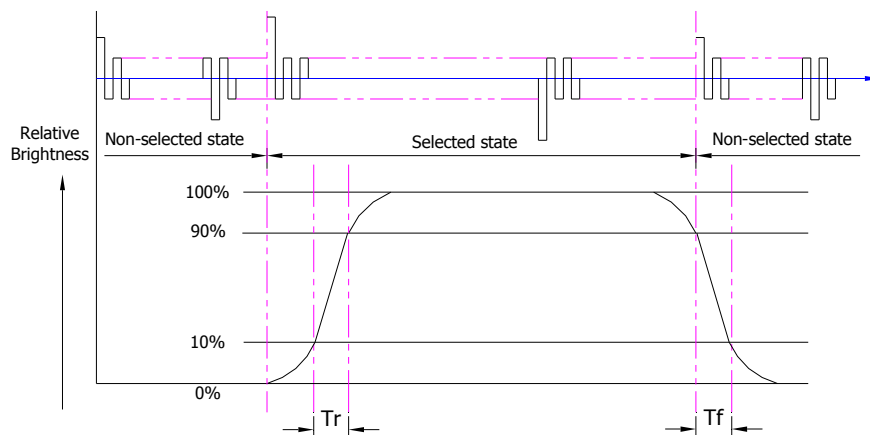 Relative
Brightness
Non-selected state
Selected state
Non-selected state
100%
90%
10%
0%
Tr
Tf